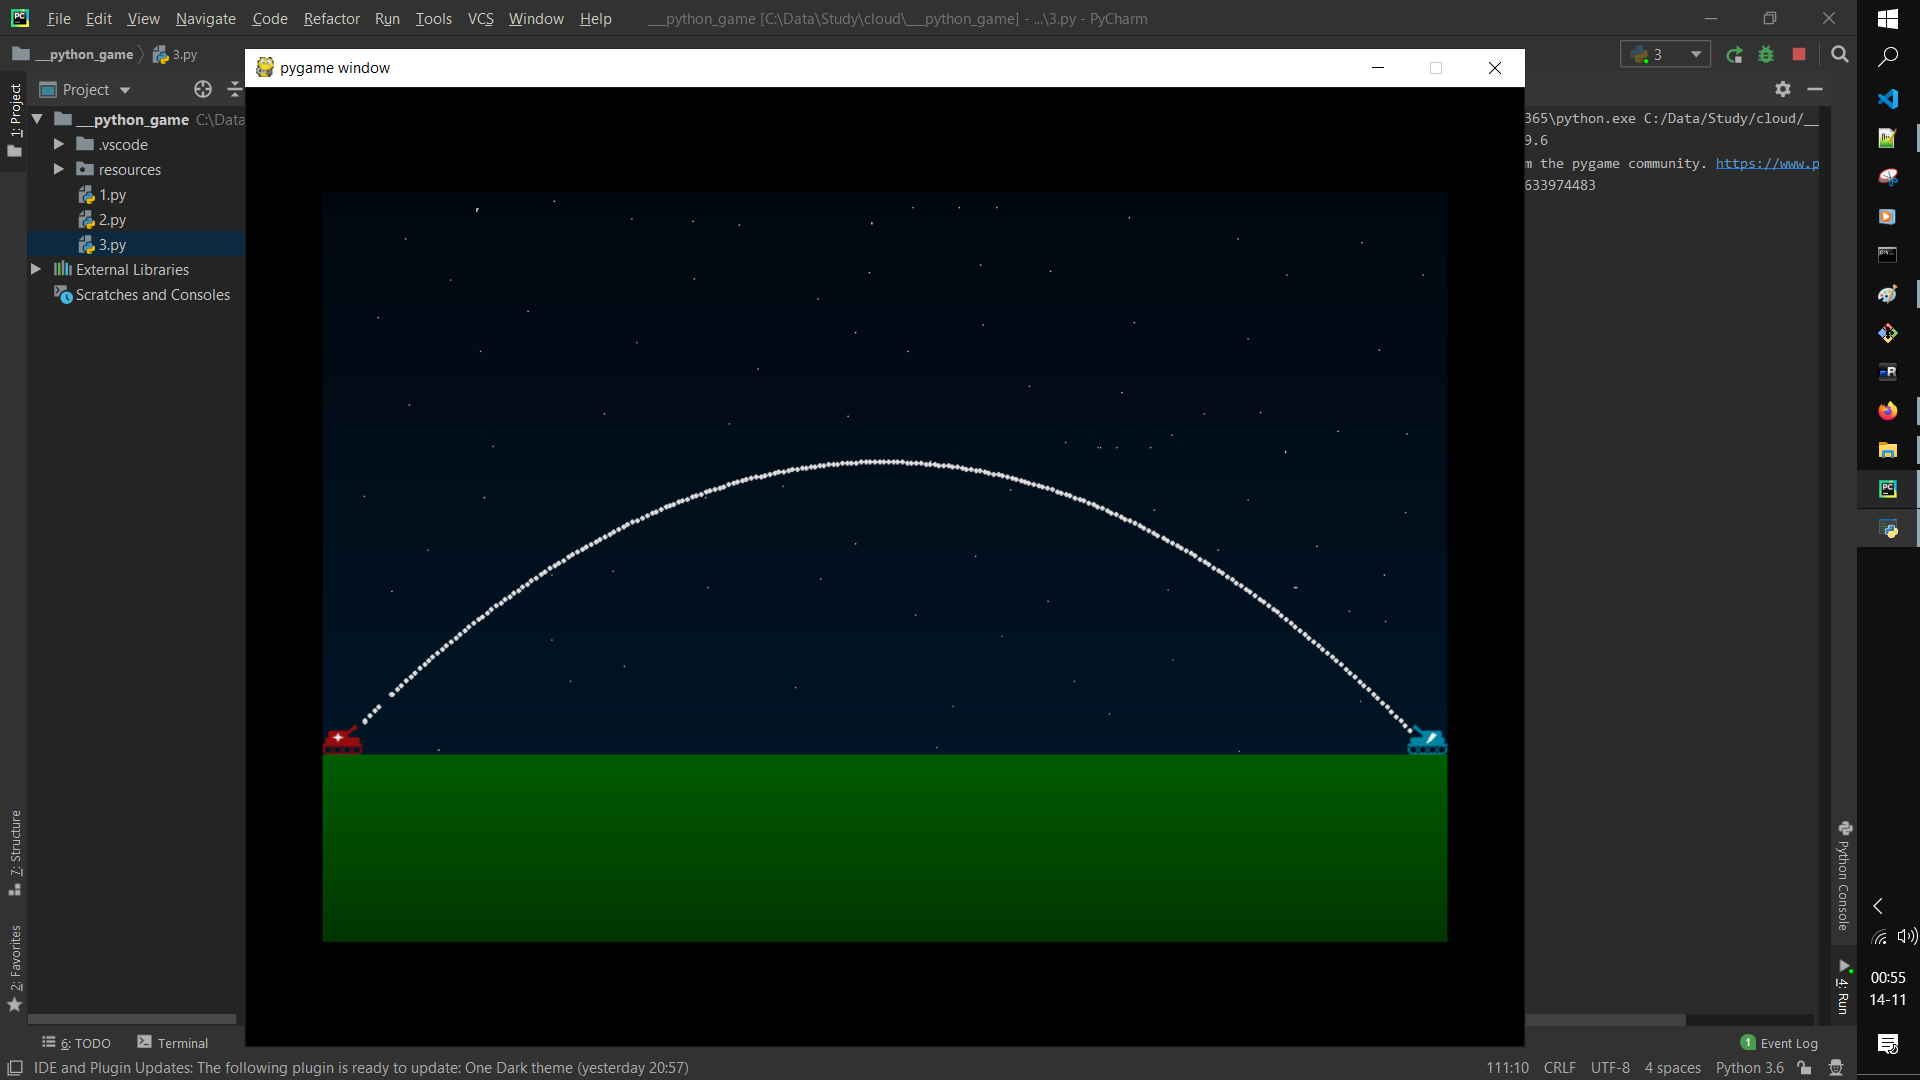 File Edit View Navigate Code Refactor Run Tools VCS Window Help __python_game [C:\Data\Study\cloud\__python_game] - ...\3.py - PyCharm
__python_game 3.py
3
pygame window
Project
1: Project
__python_game C:\Data
.vscode
resources
1.py
2.py
3.py
External Libraries
Scratches and Consoles
365\python.exe C:/Data/Study/cloud/__
9.6
m the pygame community. https://www.p
633974483
7: Structure
2: Favorites
Python Console
4: Run
6: TODO Terminal
1 Event Log
IDE and Plugin Updates: The following plugin is ready to update: One Dark theme (yesterday 20:57)
111:10 CRLF UTF-8 4 spaces Python 3.6
00:55
14-11